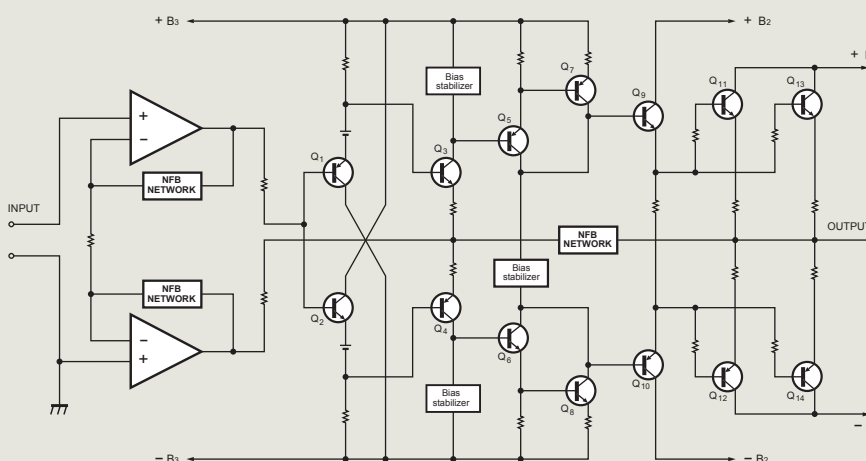 + B3
+ B2
Bias stabilizer
Q7
Q11
Q13
+
Q9
+
−
Q5
Q1
Q3
NFB NETWORK
INPUT
OUTPUT
NFB NETWORK
Bias stabilizer
NFB NETWORK
Q2
Q4
−
+
Q6
Bias stabilizer
Q8
Q10
Q12
Q14
−
− B3
− B2